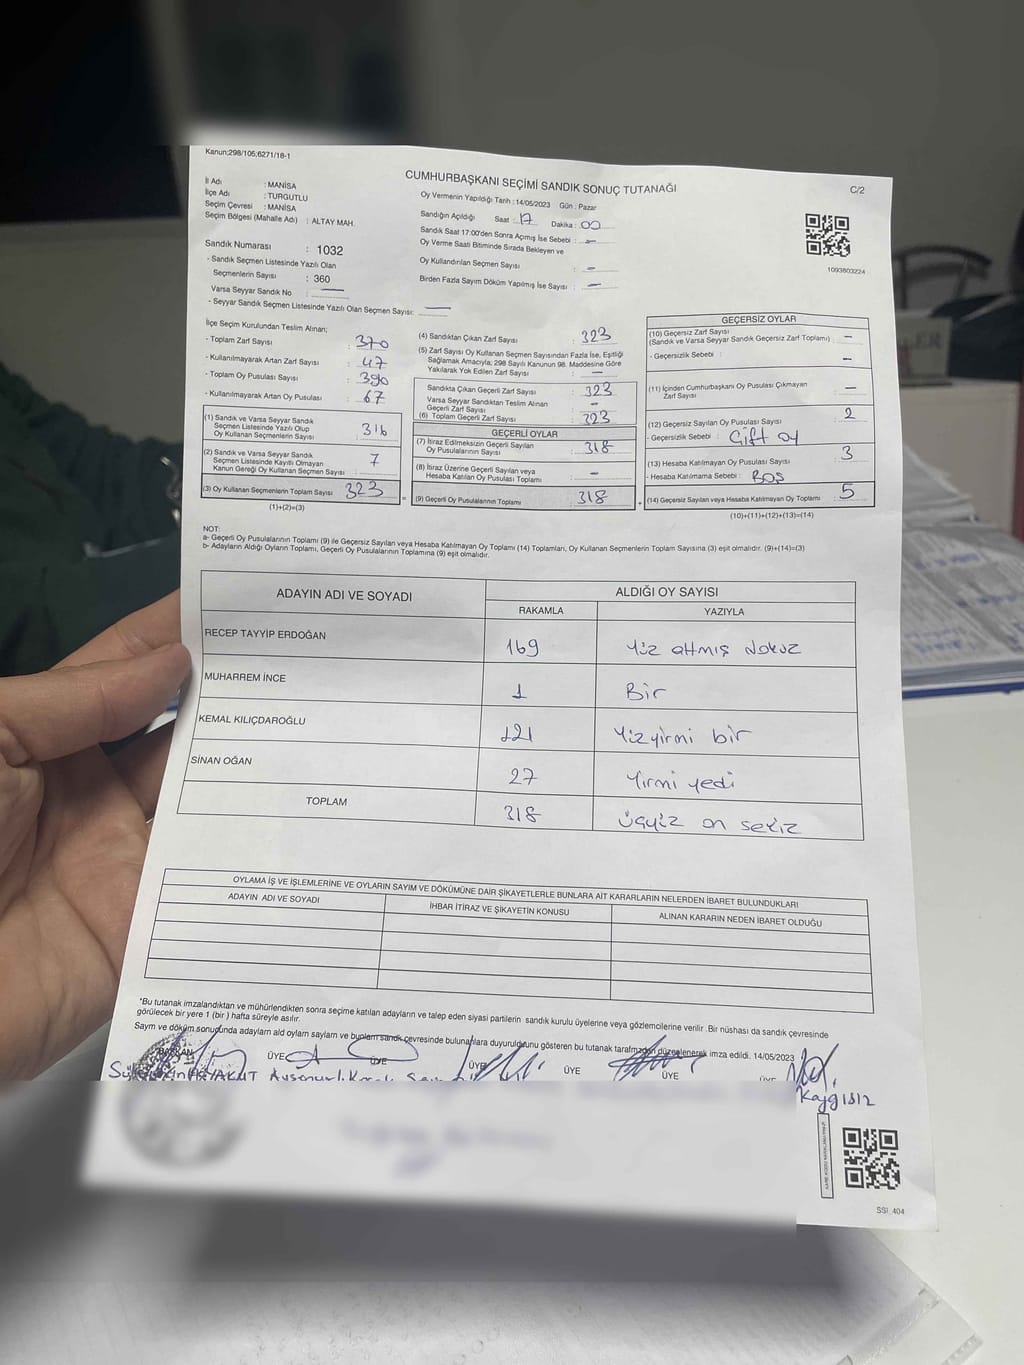 Kanun:298/105;6271/18-1
CUMHURBAŞKANI SEÇİMİ SANDIK SONUÇ TUTANAĞI
C/2
İl Adı : MANİSA
İlçe Adı : TURGUTLU
Seçim Çevresi : MANİSA
Seçim Bölgesi (Mahalle Adı) : ALTAY MAH.
Sandık Numarası : 1032
- Sandık Seçmen Listesinde Yazılı Olan
Seçmenlerin Sayısı : 360
Varsa Seyyar Sandık No : —
- Seyyar Sandık Seçmen Listesinde Yazılı Olan Seçmen Sayısı: —
Oy Vermenin Yapıldığı Tarih : 14/05/2023 Gün : Pazar
Sandığın Açıldığı Saat : 17 Dakika : 00
Sandık Saat 17:00'den Sonra Açımış İse Sebebi : —
Oy Verme Saati Bitiminde Sırada Bekleyen ve
Oy Kullandırılan Seçmen Sayısı : —
Birden Fazla Sayım Döküm Yapılmış İse Sayısı : —
1093803224
İlçe Seçim Kurulundan Teslim Alınan;
- Toplam Zarf Sayısı : 370
- Kullanılmayarak Artan Zarf Sayısı : 47
- Toplam Oy Pusulası Sayısı : 390
- Kullanılmayarak Artan Oy Pusulası : 67
(1) Sandık ve Varsa Seyyar Sandık
Seçmen Listesinde Yazılı Olup
Oy Kullanan Seçmenlerin Sayısı : 316
(2) Sandık ve Varsa Seyyar Sandık
Seçmen Listesinde Kayıtlı Olmayan
Kanun Gereği Oy Kullanan Seçmen Sayısı : 7
(3) Oy Kullanan Seçmenlerin Toplam Sayısı : 323
(1)+(2)=(3)
(4) Sandıktan Çıkan Zarf Sayısı : 323
(5) Zarf Sayısı Oy Kullanan Seçmen Sayısından Fazla İse, Eşitliği
Sağlamak Amacıyla; 298 Sayılı Kanunun 98. Maddesine Göre
Yakılarak Yok Edilen Zarf Sayısı : —
Sandıkta Çıkan Geçerli Zarf Sayısı : 323
Varsa Seyyar Sandıktan Teslim Alınan
Geçerli Zarf Sayısı : —
(6) Toplam Geçerli Zarf Sayısı : 323
GEÇERLİ OYLAR
(7) İtiraz Edilmeksizin Geçerli Sayılan
Oy Pusulalarının Sayısı : 318
(8) İtiraz Üzerine Geçerli Sayılan veya
Hesaba Katılan Oy Pusulası Toplamı : —
= (9) Geçerli Oy Pusulalarının Toplamı : 318
GEÇERSİZ OYLAR
(10) Geçersiz Zarf Sayısı
(Sandık ve Varsa Seyyar Sandık Geçersiz Zarf Toplamı) : —
- Geçersizlik Sebebi : —
(11) İçinden Cumhurbaşkanı Oy Pusulası Çıkmayan
Zarf Sayısı : —
(12) Geçersiz Sayılan Oy Pusulası Sayısı : 2
- Geçersizlik Sebebi : Çift oy
(13) Hesaba Katılmayan Oy Pusulası Sayısı : 3
- Hesaba Katılmama Sebebi : BOŞ
+ (14) Geçersiz Sayılan veya Hesaba Katılmayan Oy Toplamı : 5
(10)+(11)+(12)+(13)=(14)
NOT:
a- Geçerli Oy Pusulalarının Toplamı (9) ile Geçersiz Sayılan veya Hesaba Katılmayan Oy Toplamı (14) Toplamları, Oy Kullanan Seçmenlerin Toplam Sayısına (3) eşit olmalıdır. (9)+(14)=(3)
b- Adayların Aldığı Oyların Toplamı, Geçerli Oy Pusulalarının Toplamına (9) eşit olmalıdır.
ADAYIN ADI VE SOYADI
ALDIĞI OY SAYISI
RAKAMLA YAZIYLA
RECEP TAYYİP ERDOĞAN 169 Yüz altmış dokuz
MUHARREM İNCE 1 Bir
KEMAL KILIÇDAROĞLU 121 Yüzyirmi bir
SİNAN OĞAN 27 Yirmi yedi
TOPLAM 318 üçyüz on sekiz
OYLAMA İŞ VE İŞLEMLERİNE VE OYLARIN SAYIM VE DÖKÜMÜNE DAİR ŞİKAYETLERLE BUNLARA AİT KARARLARIN NELERDEN İBARET BULUNDUKLARI
ADAYIN ADI VE SOYADI İHBAR İTİRAZ VE ŞİKAYETİN KONUSU ALINAN KARARIN NEDEN İBARET OLDUĞU
*Bu tutanak imzalandıktan ve mühürlendikten sonra seçime katılan adayların ve talep eden siyasi partilerin sandık kurulu üyelerine veya gözlemcilerine verilir. Bir nüshası da sandık çevresinde
görülecek bir yere 1 (bir) hafta süreyle asılır.
Sayım ve döküm sonucunda adayların aldı oyların sayları ve bunların sandık çevresinde bulunanlara duyurulduğunu gösteren bu tutanak tarafımızdan düzenlenerek imza edildi. 14/05/2023
BAŞKAN ÜYE ÜYE ÜYE ÜYE ÜYE ÜYE
Kaygısız
SSI_404